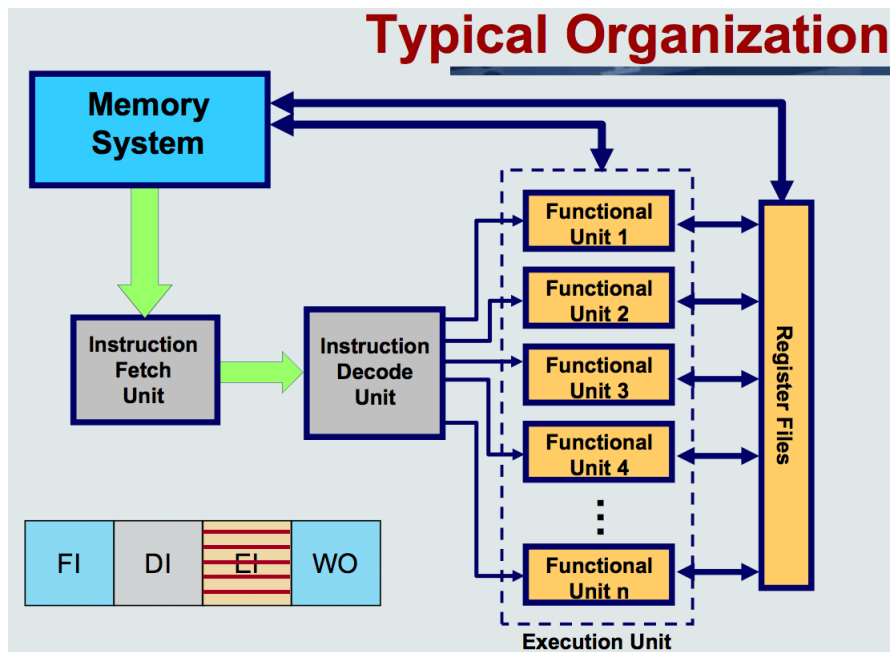 Typical Organization
Memory
System
Instruction
Fetch
Unit
Instruction
Decode
Unit
Functional
Unit 1
Functional
Unit 2
Functional
Unit 3
Functional
Unit 4
Functional
Unit n
Register Files
Execution Unit
FI DI EI WO